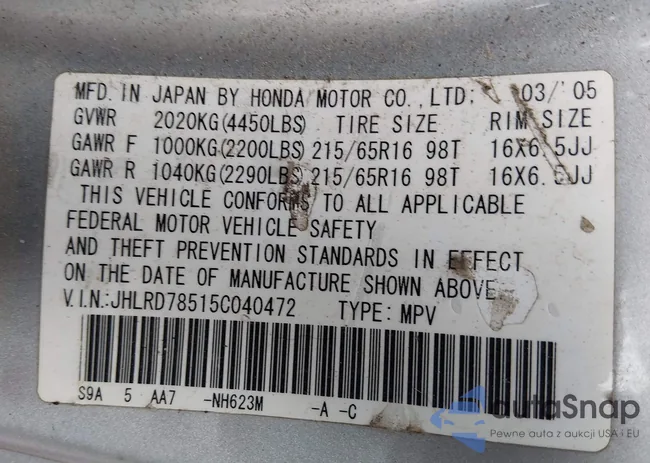 MFD. IN JAPAN BY HONDA MOTOR CO., LTD; 03/'05
GVWR 2020KG(4450LBS) TIRE SIZE RIM SIZE
GAWR F 1000KG(2200LBS) 215/65R16 98T 16X6.5JJ
GAWR R 1040KG(2290LBS) 215/65R16 98T 16X6.5JJ
THIS VEHICLE CONFORMS TO ALL APPLICABLE
FEDERAL MOTOR VEHICLE SAFETY
AND THEFT PREVENTION STANDARDS IN EFFECT
ON THE DATE OF MANUFACTURE SHOWN ABOVE.
V.I.N.:JHLRD78515C040472 TYPE: MPV
S9A 5 AA7 -NH623M -A -C
autaSnap
Pewne auta z aukcji USA i EU